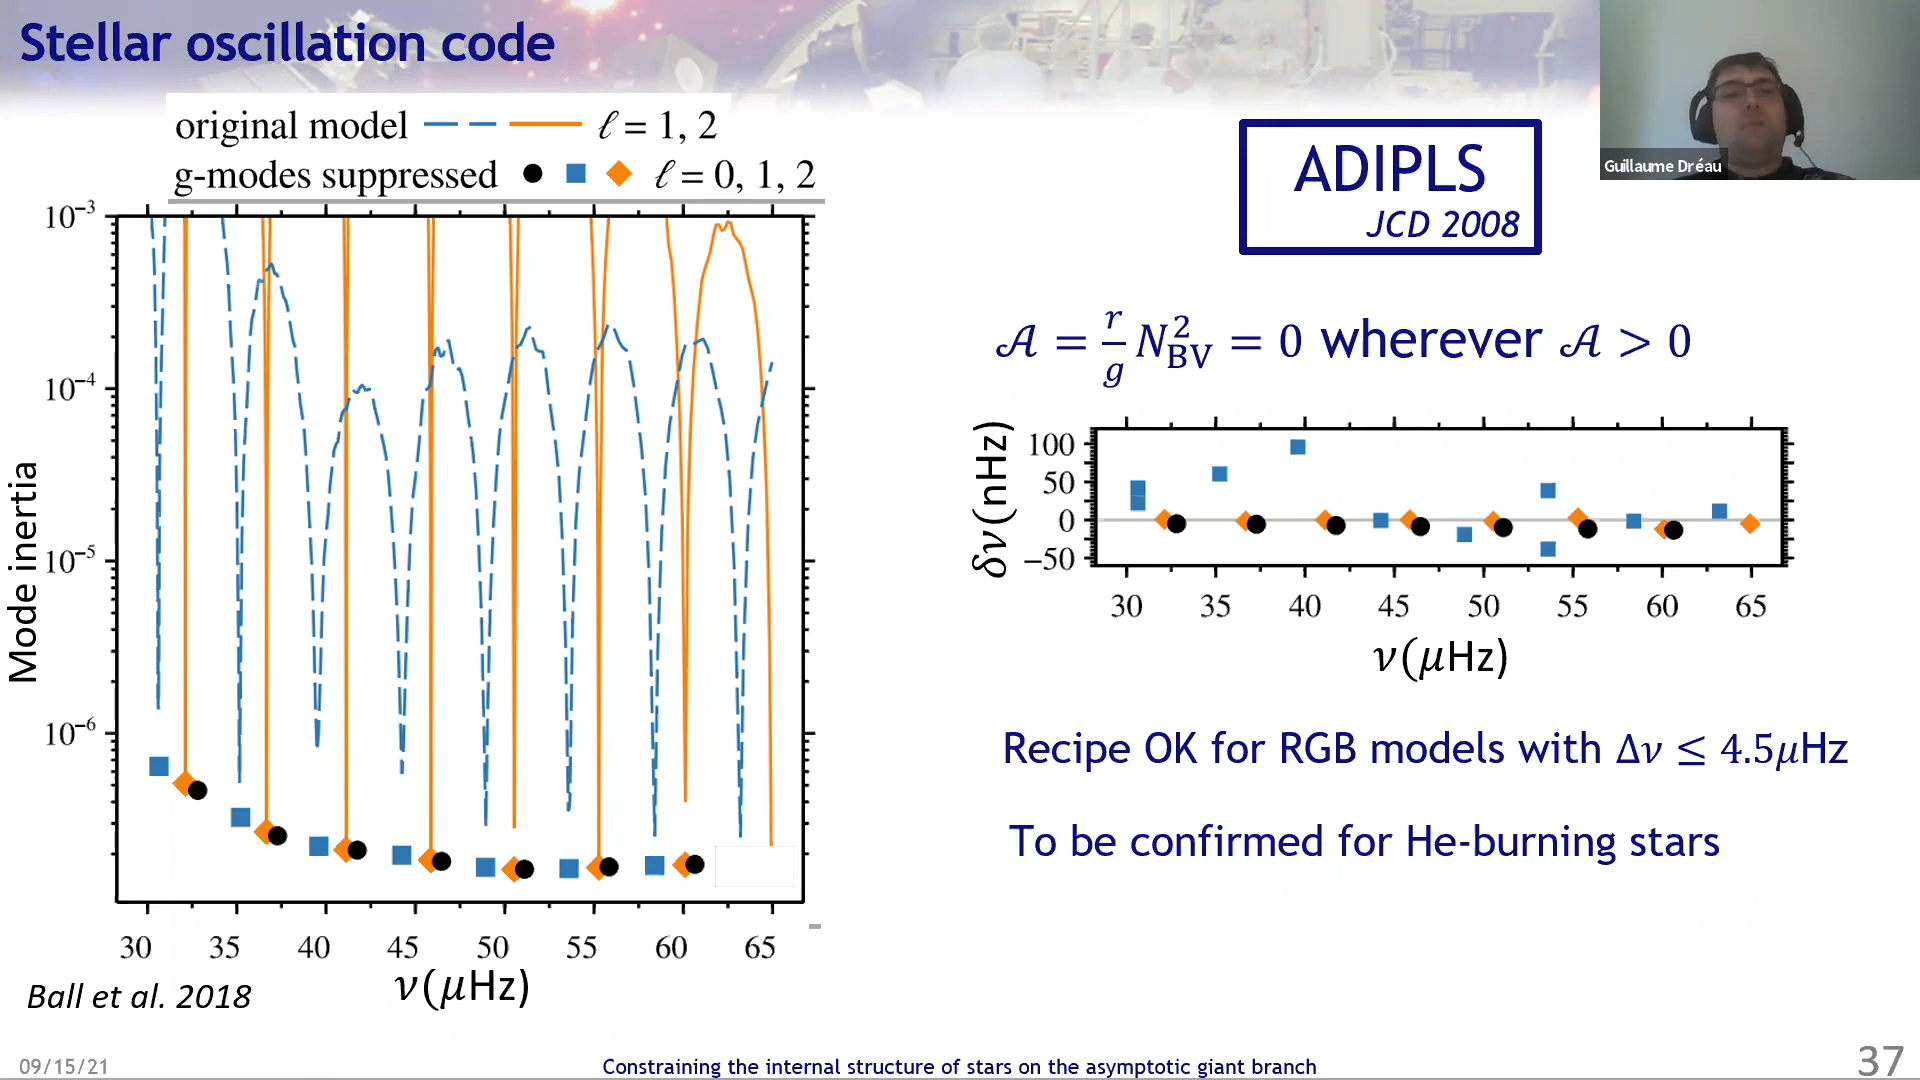 Stellar oscillation code
Guillaume Dréau
original model ℓ = 1, 2
g-modes suppressed ℓ = 0, 1, 2
ADIPLS
JCD 2008
Mode inertia
10⁻³
10⁻⁴
10⁻⁵
10⁻⁶
30 35 40 45 50 55 60 65
ν(μHz)
Ball et al. 2018
𝒜 = r/g N²_BV = 0 wherever 𝒜 > 0
δν(nHz)
100
50
0
−50
30 35 40 45 50 55 60 65
ν(μHz)
Recipe OK for RGB models with Δν ≤ 4.5μHz
To be confirmed for He-burning stars
09/15/21
Constraining the internal structure of stars on the asymptotic giant branch
37